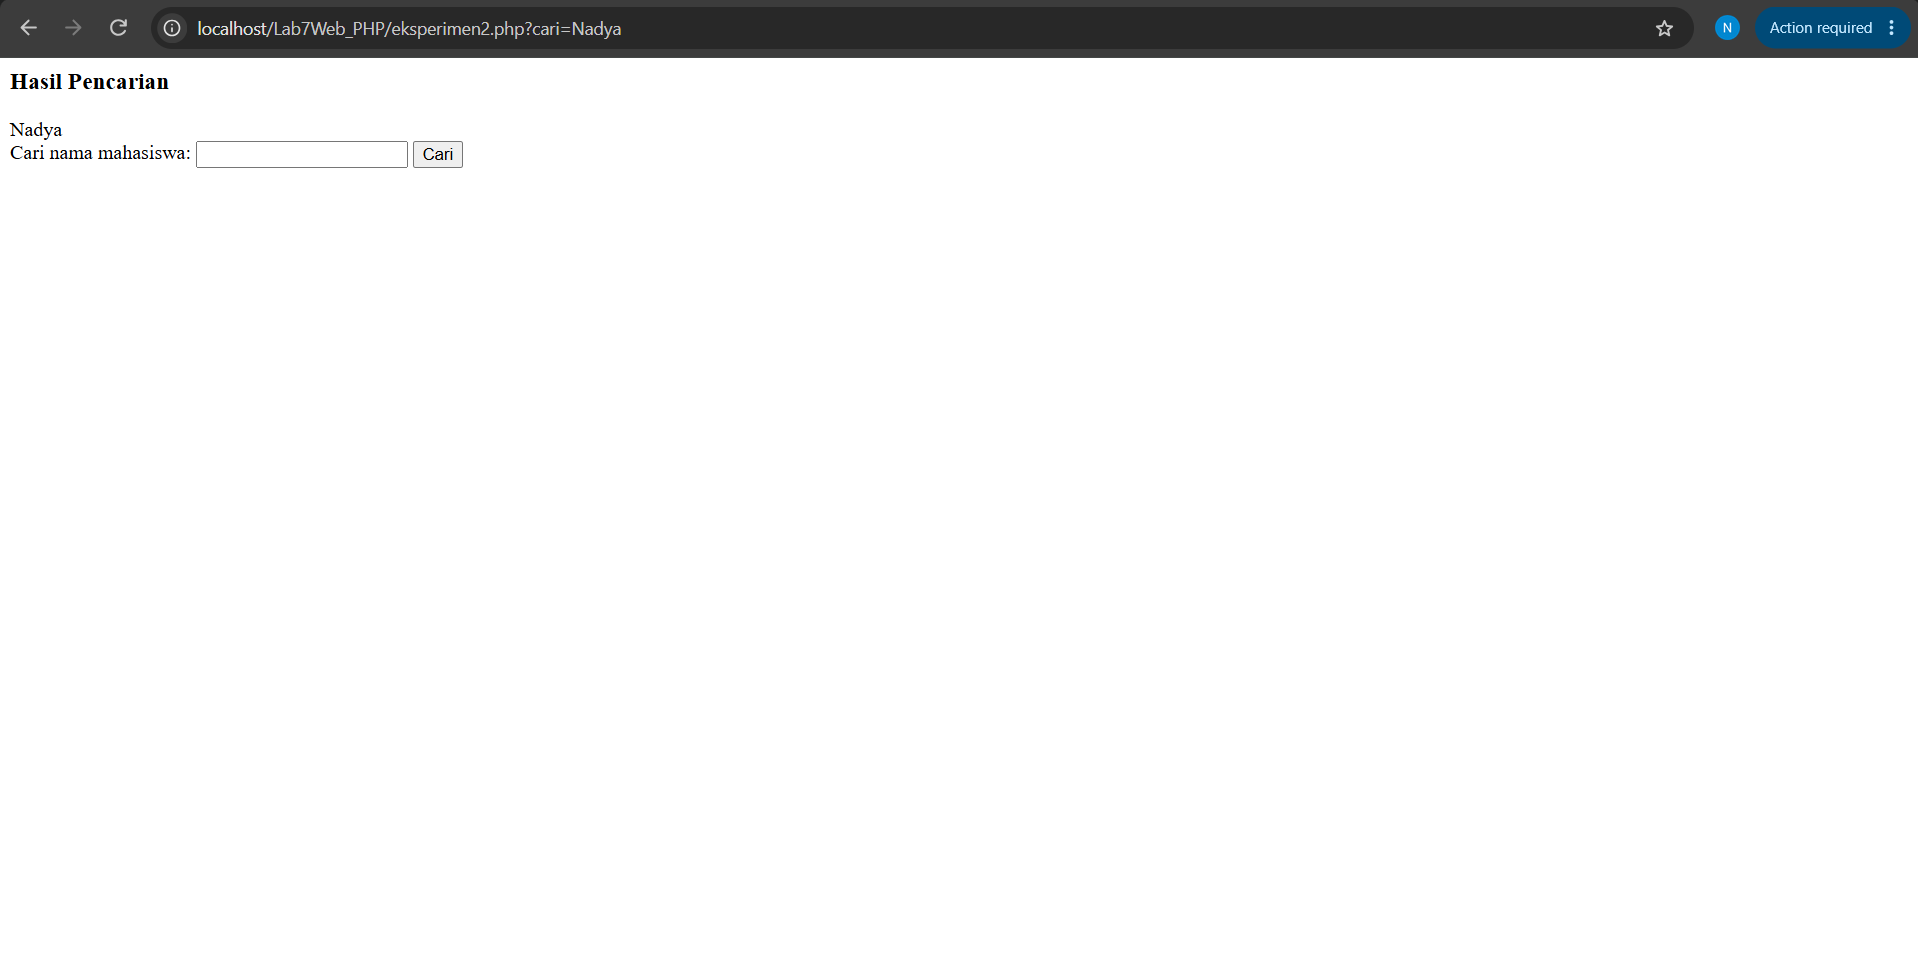 localhost/Lab7Web_PHP/eksperimen2.php?cari=Nadya
N
Action required
Hasil Pencarian
Nadya
Cari nama mahasiswa: Cari